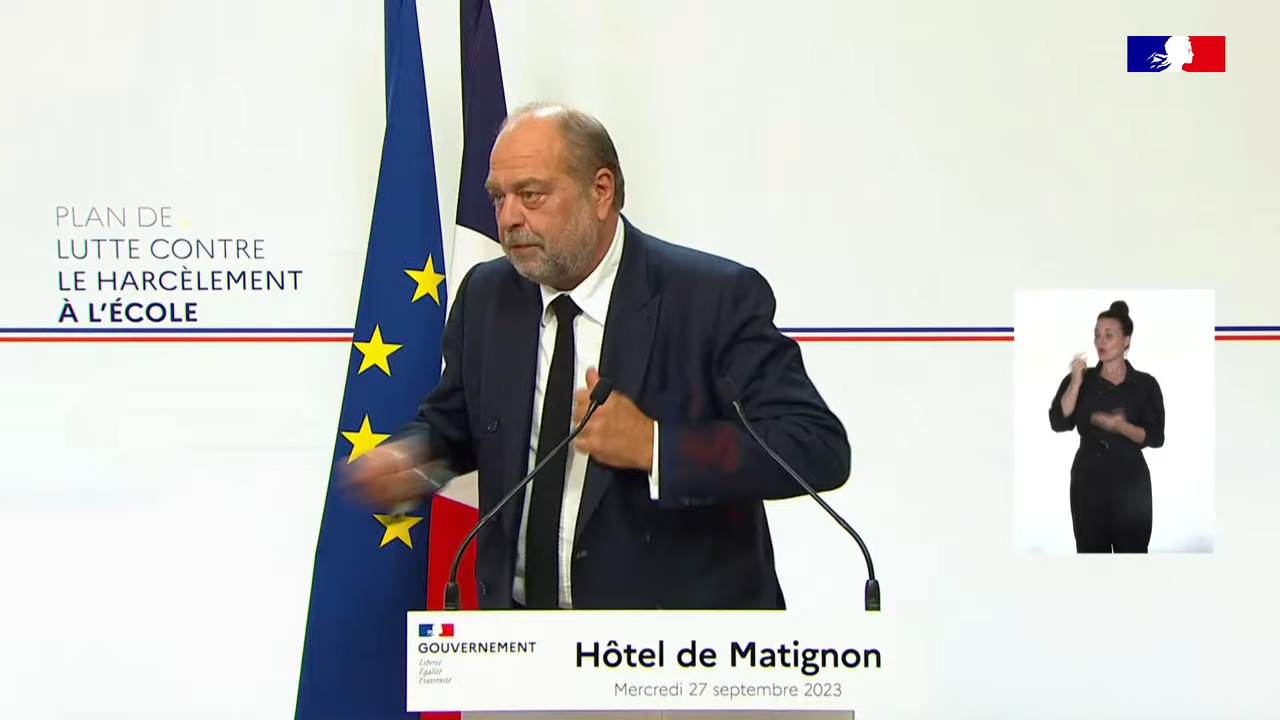 PLAN DE
LUTTE CONTRE
LE HARCÈLEMENT
À L'ÉCOLE
GOUVERNEMENT
Liberté
Égalité
Fraternité
Hôtel de Matignon
Mercredi 27 septembre 2023